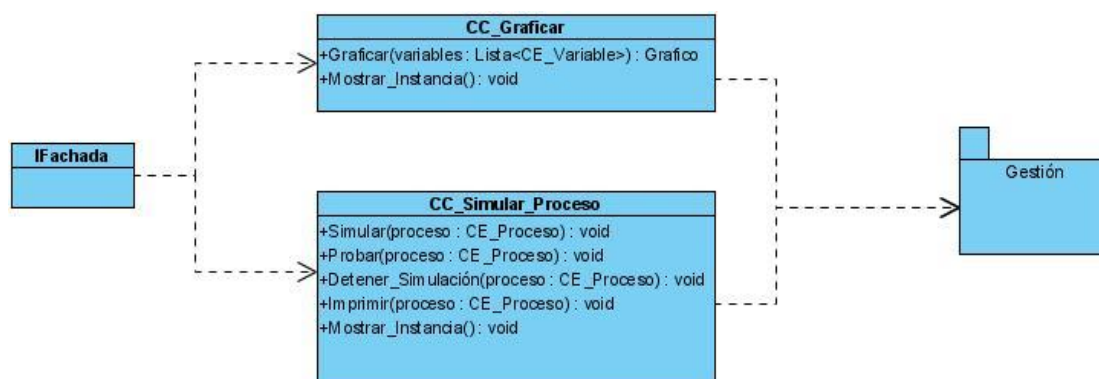 CC_Graficar
+Graficar(variables : Lista<CE_Variable>) : Grafico
+Mostrar_Instancia() : void
IFachada
CC_Simular_Proceso
+Simular(proceso : CE_Proceso) : void
+Probar(proceso : CE_Proceso) : void
+Detener_Simulación(proceso : CE_Proceso) : void
+Imprimir(proceso : CE_Proceso) : void
+Mostrar_Instancia() : void
Gestión